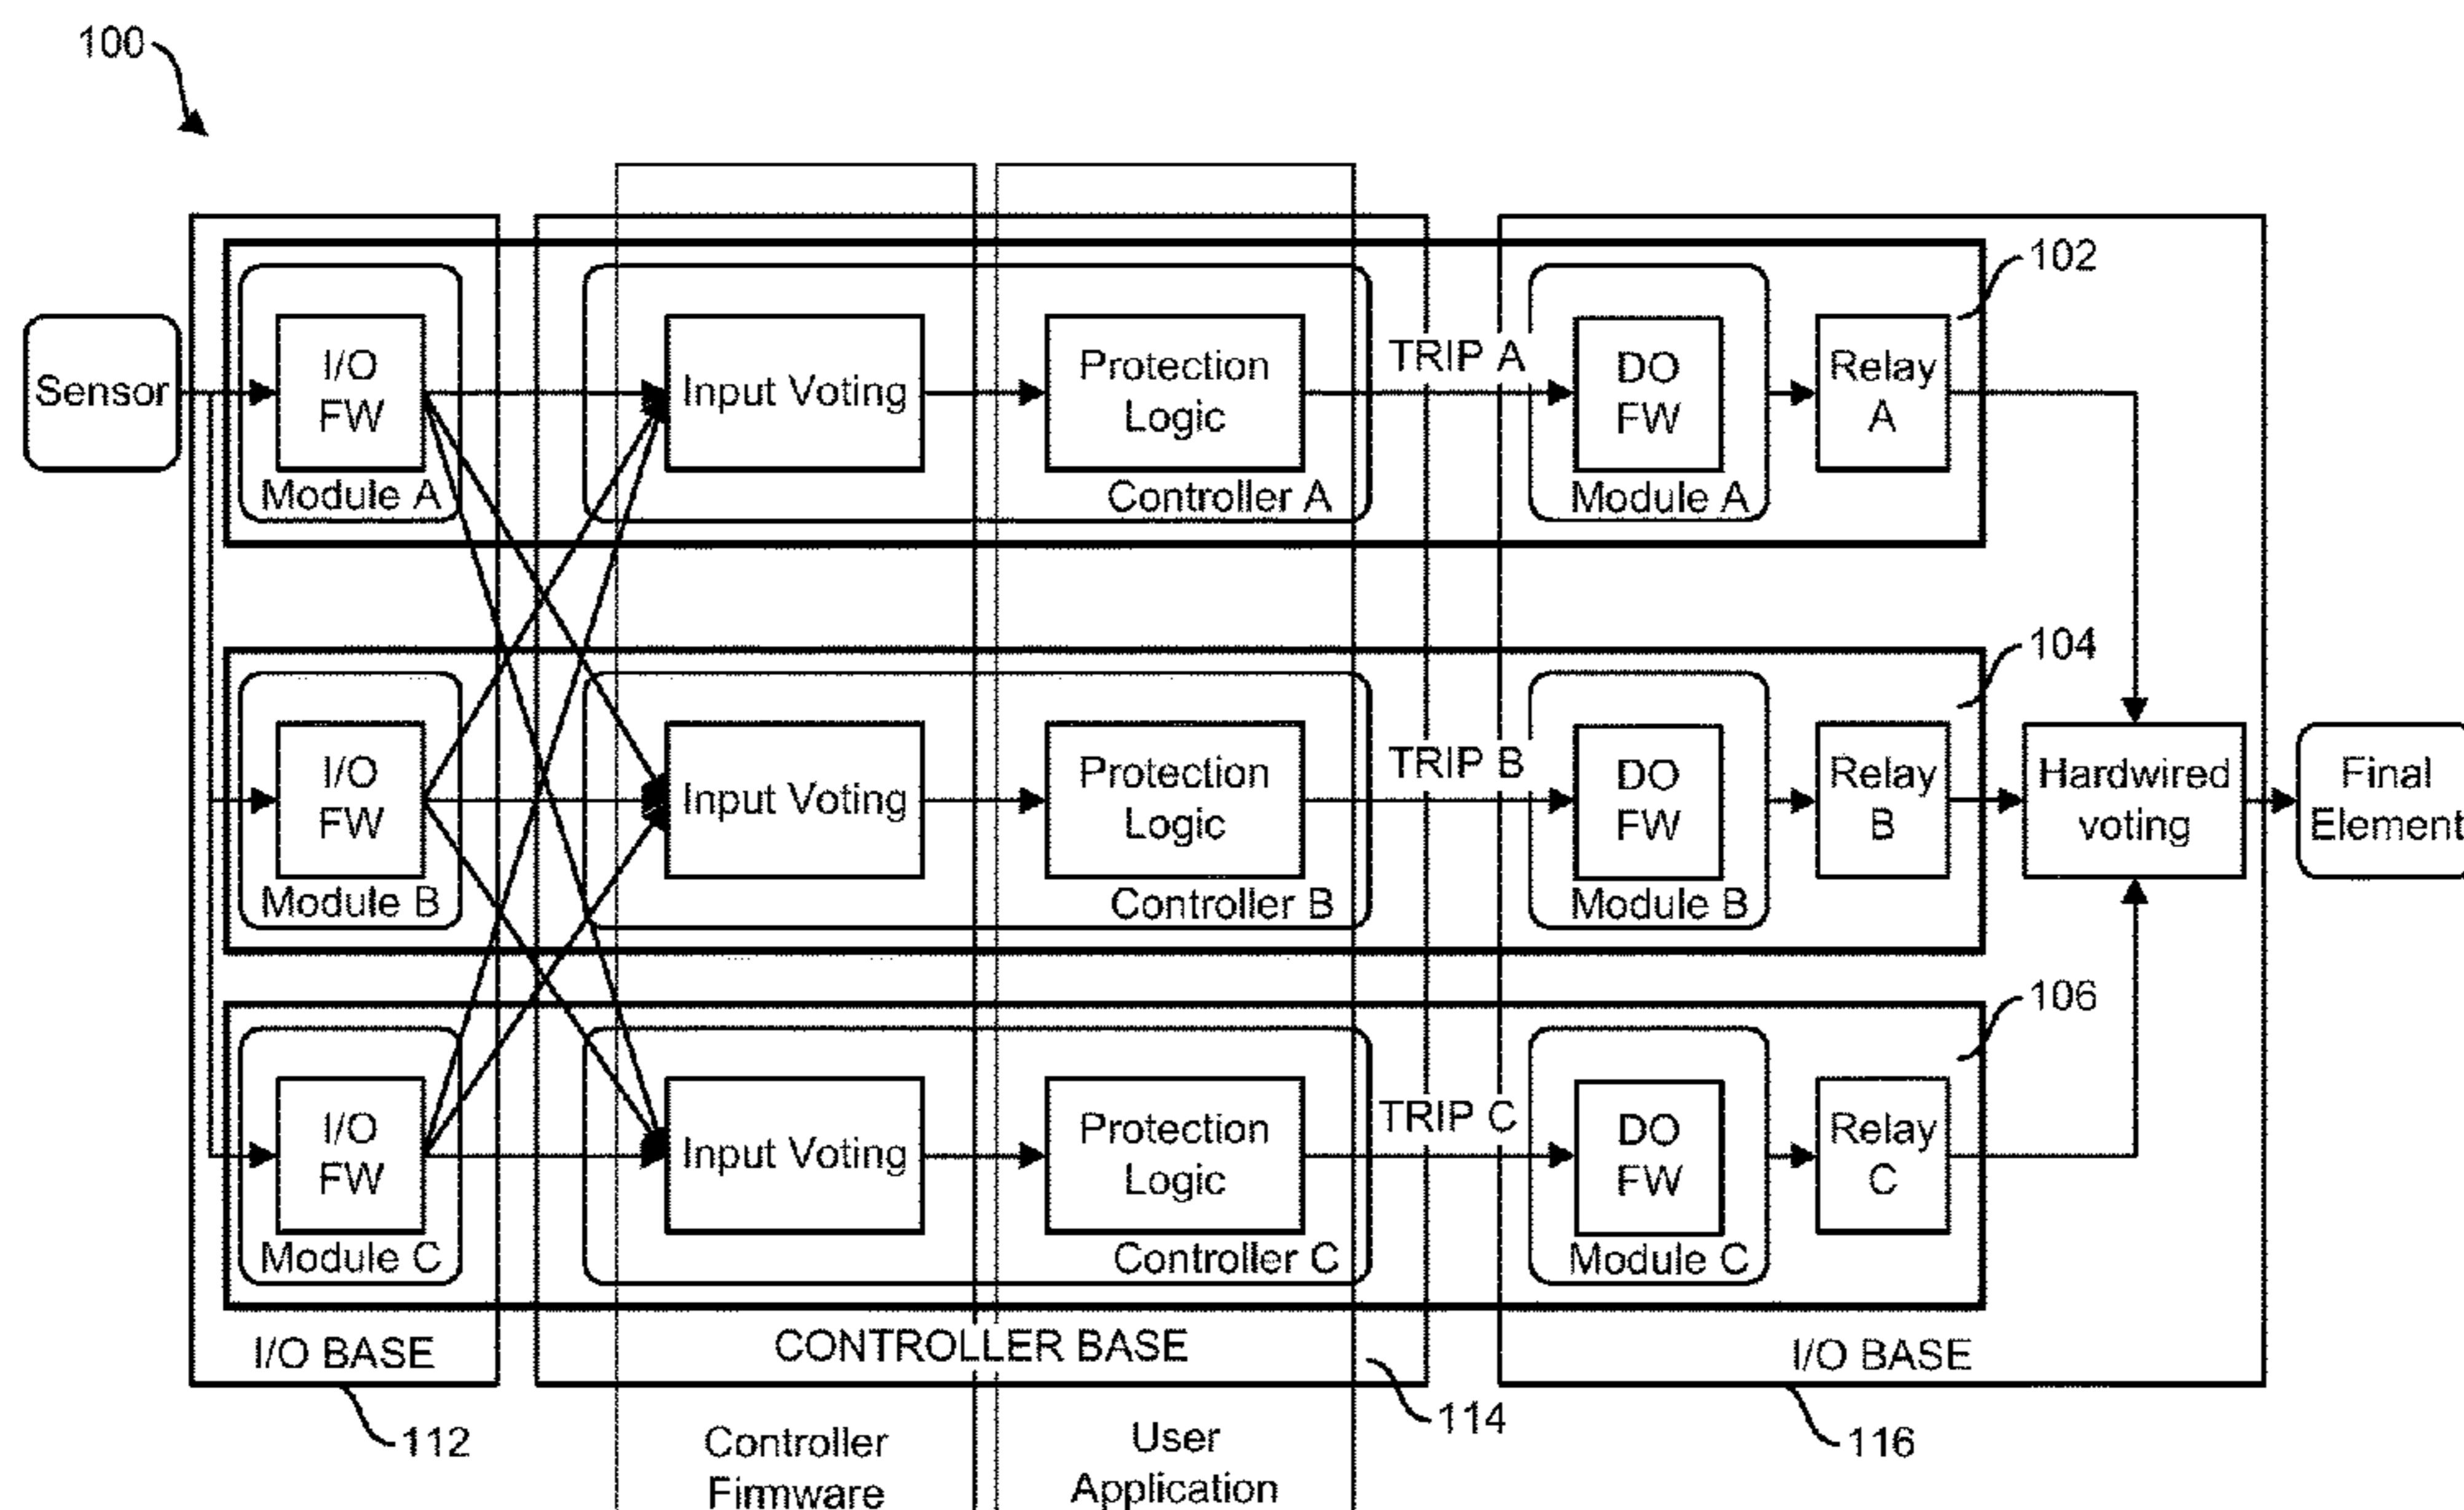 100
102
Sensor
I/O
FW
Module A
Input Voting
Protection
Logic
Controller A
TRIP A
DO
FW
Module A
Relay
A
104
I/O
FW
Module B
Input Voting
Protection
Logic
Controller B
TRIP B
DO
FW
Module B
Relay
B
Hardwired
voting
Final
Element
106
I/O
FW
Module C
Input Voting
Protection
Logic
Controller C
TRIP C
DO
FW
Module C
Relay
C
I/O BASE
CONTROLLER BASE
I/O BASE
112
114
116
Controller
Firmware
User
Application